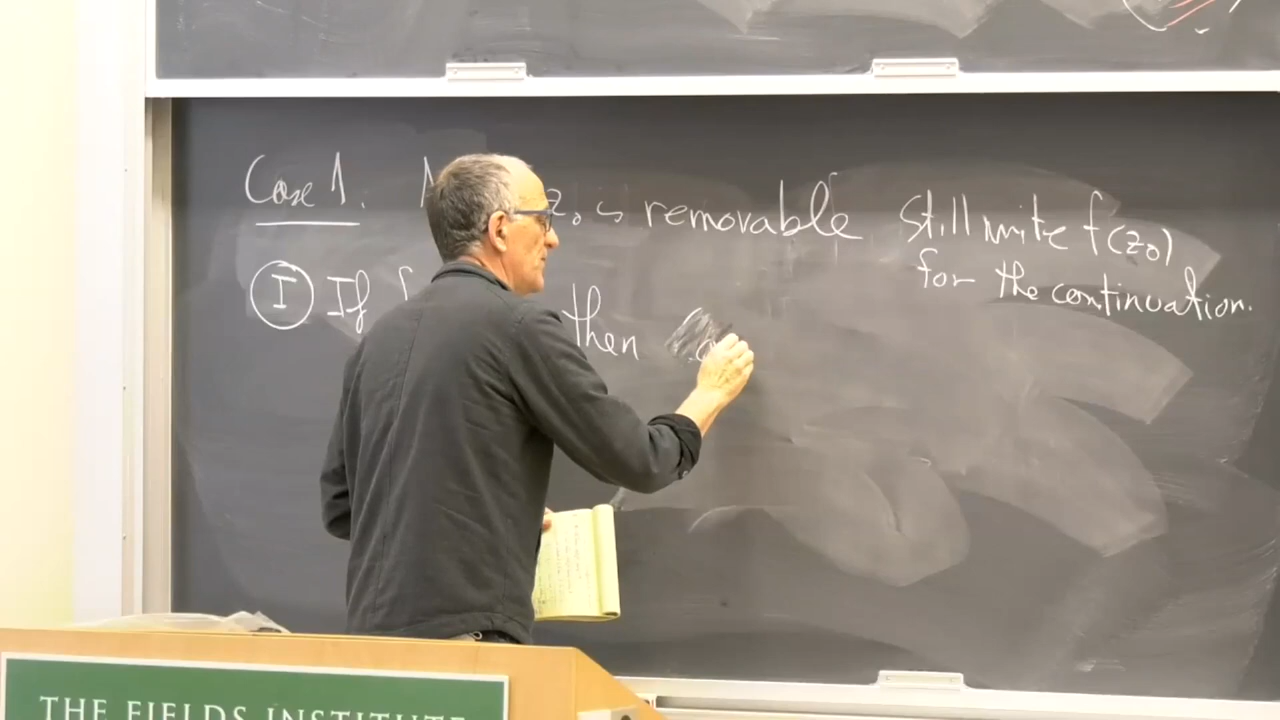 Case 1. z₀ is removable Still write f(z₀)
for the continuation.
I If then
THE FIELDS INSTITUTE